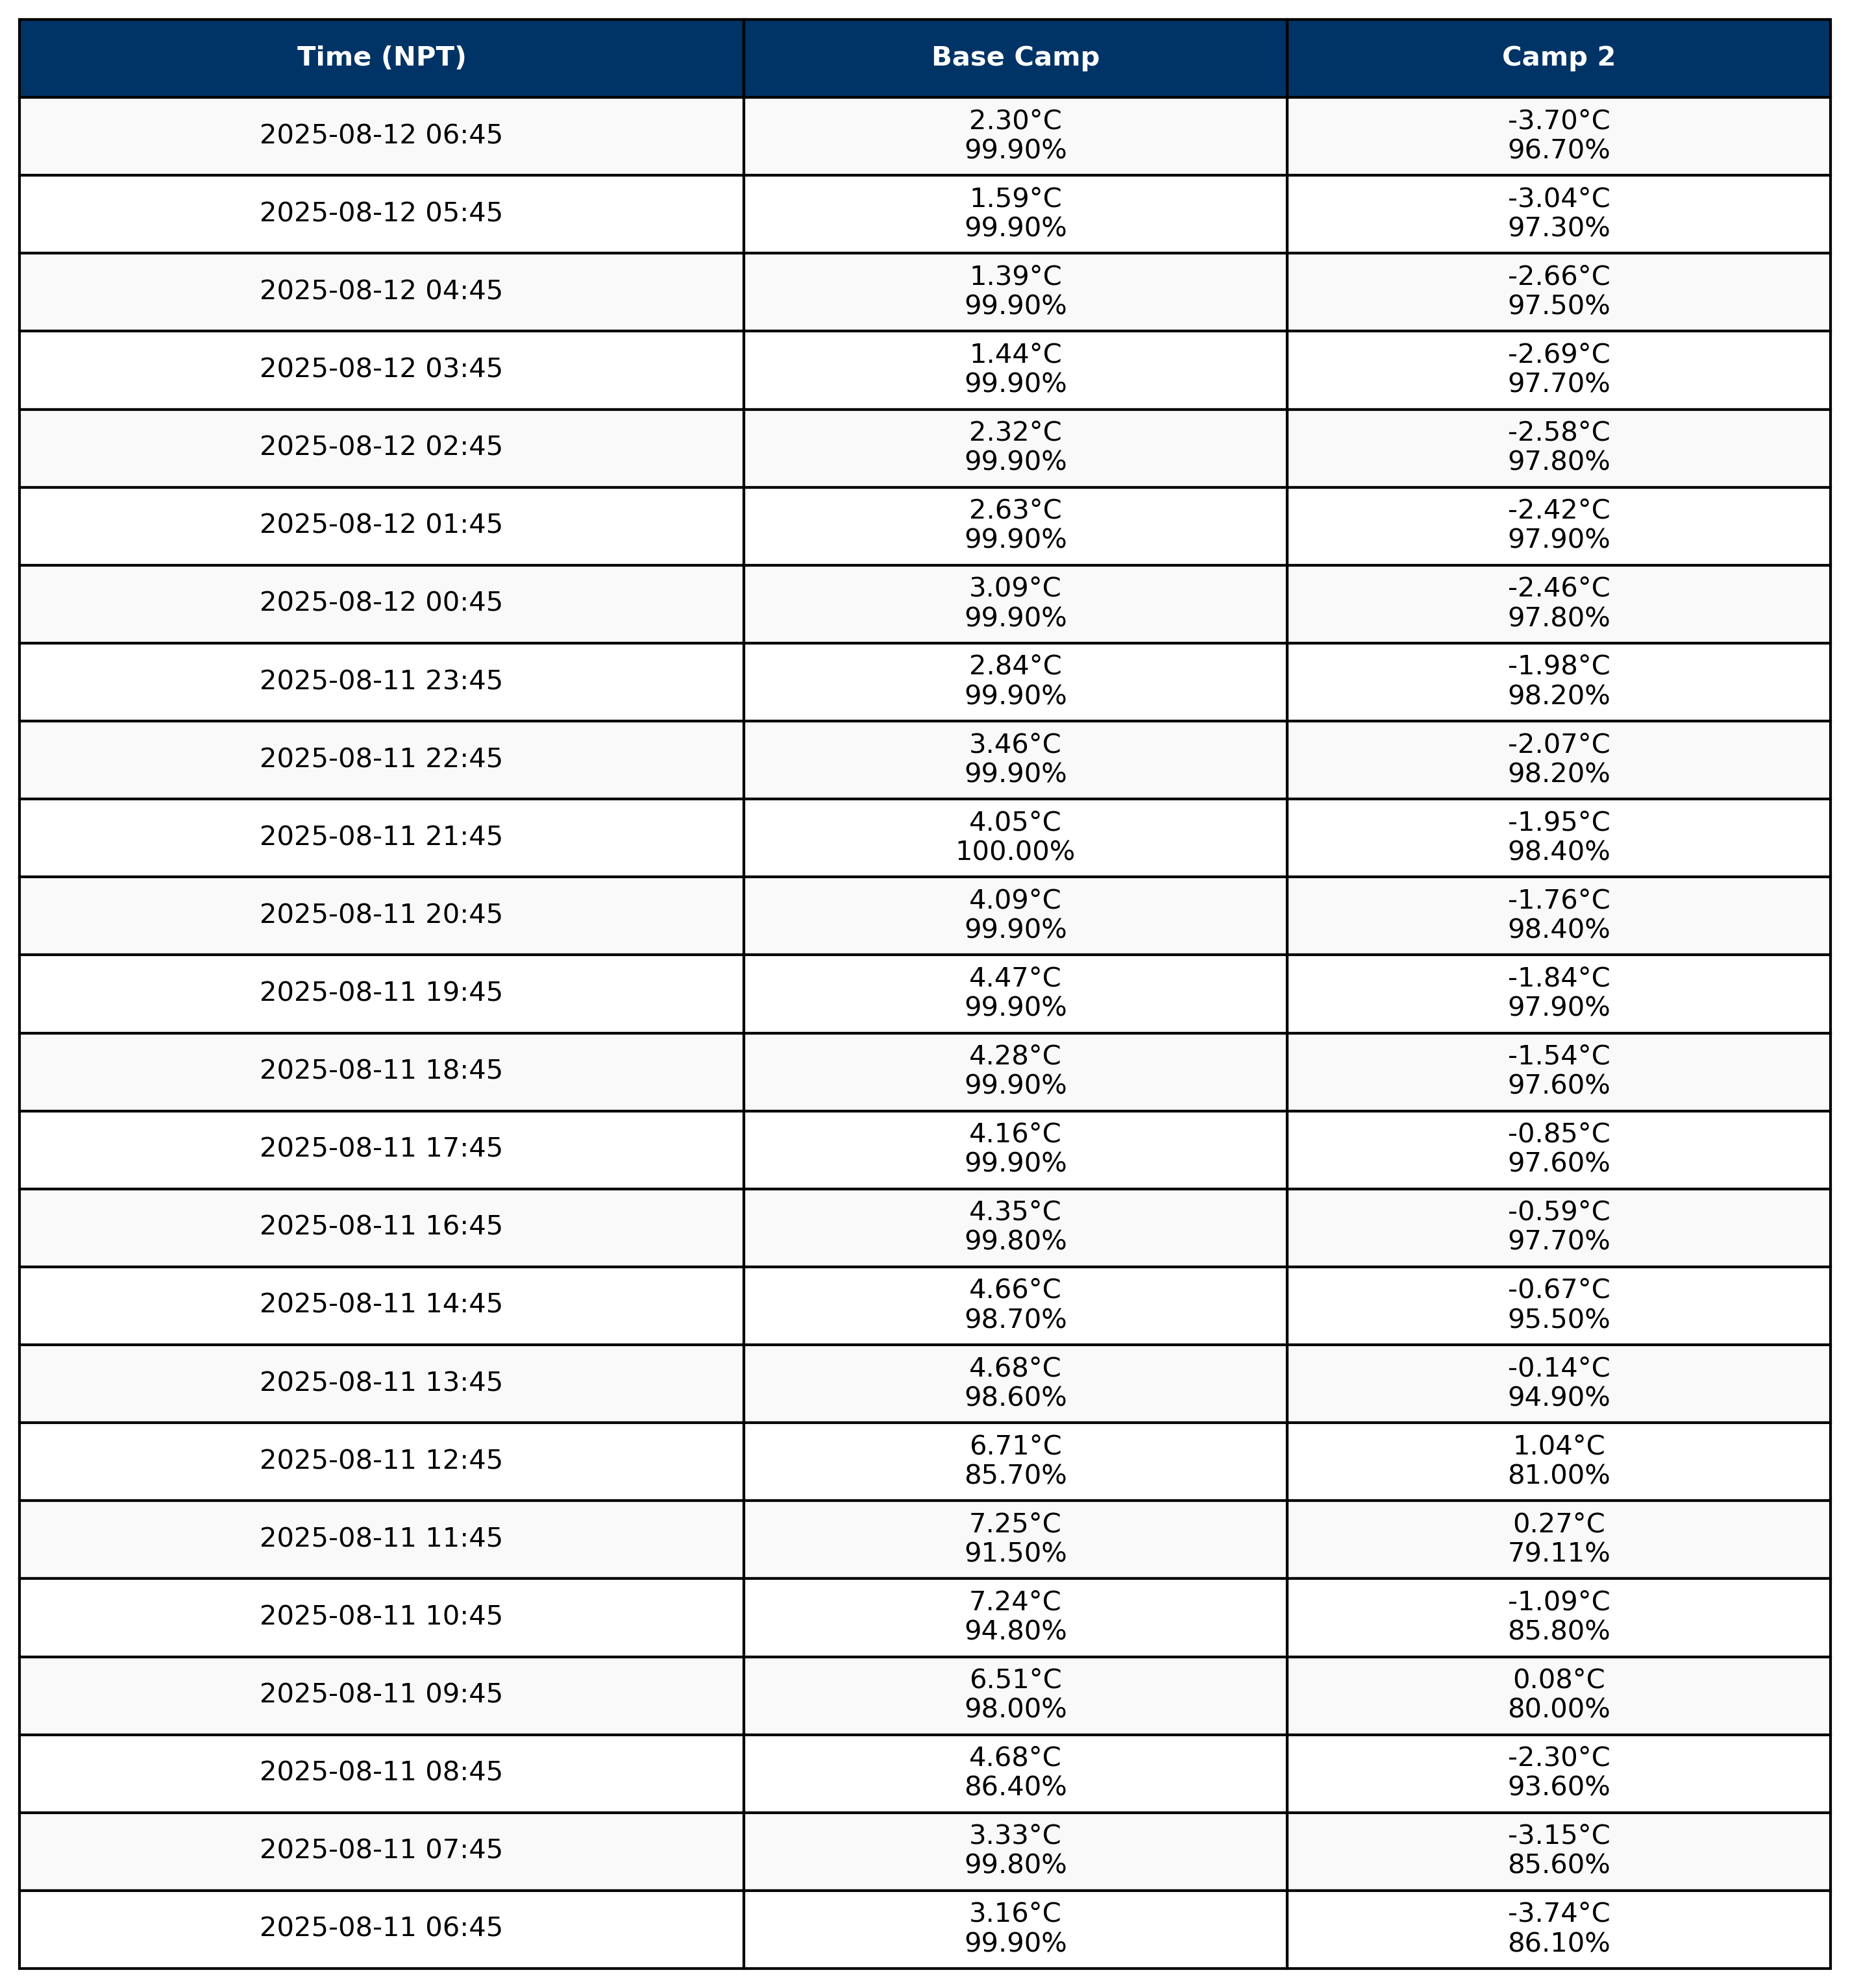 Time (NPT) Base Camp Camp 2
2025-08-12 06:45 2.30°C -3.70°C
99.90% 96.70%
2025-08-12 05:45 1.59°C -3.04°C
99.90% 97.30%
2025-08-12 04:45 1.39°C -2.66°C
99.90% 97.50%
2025-08-12 03:45 1.44°C -2.69°C
99.90% 97.70%
2025-08-12 02:45 2.32°C -2.58°C
99.90% 97.80%
2025-08-12 01:45 2.63°C -2.42°C
99.90% 97.90%
2025-08-12 00:45 3.09°C -2.46°C
99.90% 97.80%
2025-08-11 23:45 2.84°C -1.98°C
99.90% 98.20%
2025-08-11 22:45 3.46°C -2.07°C
99.90% 98.20%
2025-08-11 21:45 4.05°C -1.95°C
100.00% 98.40%
2025-08-11 20:45 4.09°C -1.76°C
99.90% 98.40%
2025-08-11 19:45 4.47°C -1.84°C
99.90% 97.90%
2025-08-11 18:45 4.28°C -1.54°C
99.90% 97.60%
2025-08-11 17:45 4.16°C -0.85°C
99.90% 97.60%
2025-08-11 16:45 4.35°C -0.59°C
99.80% 97.70%
2025-08-11 14:45 4.66°C -0.67°C
98.70% 95.50%
2025-08-11 13:45 4.68°C -0.14°C
98.60% 94.90%
2025-08-11 12:45 6.71°C 1.04°C
85.70% 81.00%
2025-08-11 11:45 7.25°C 0.27°C
91.50% 79.11%
2025-08-11 10:45 7.24°C -1.09°C
94.80% 85.80%
2025-08-11 09:45 6.51°C 0.08°C
98.00% 80.00%
2025-08-11 08:45 4.68°C -2.30°C
86.40% 93.60%
2025-08-11 07:45 3.33°C -3.15°C
99.80% 85.60%
2025-08-11 06:45 3.16°C -3.74°C
99.90% 86.10%